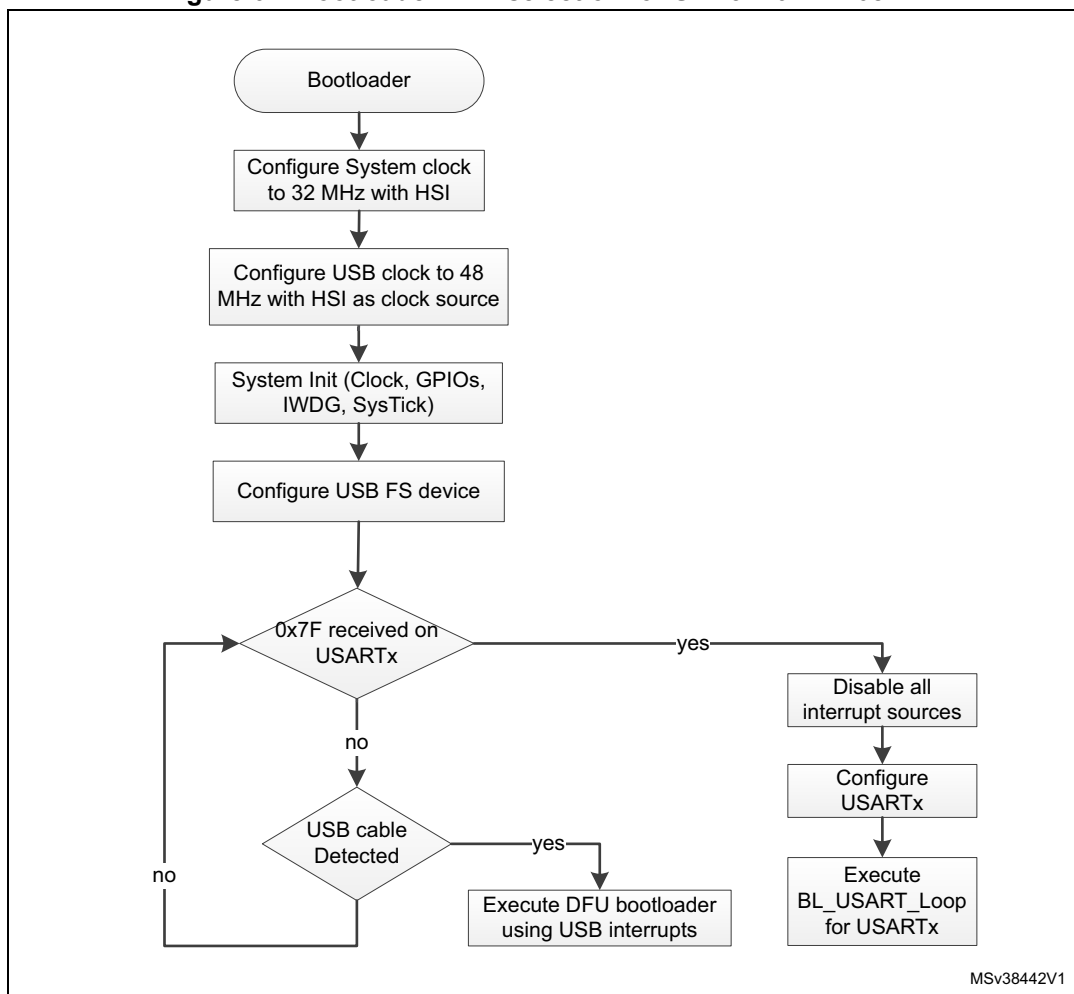 Bootloader
Configure System clock
to 32 MHz with HSI
Configure USB clock to 48
MHz with HSI as clock source
System Init (Clock, GPIOs,
IWDG, SysTick)
Configure USB FS device
0x7F received on
USARTx
yes
Disable all
interrupt sources
no
Configure
USARTx
USB cable
Detected
yes
no
Execute DFU bootloader
using USB interrupts
Execute
BL_USART_Loop
for USARTx
MSv38442V1